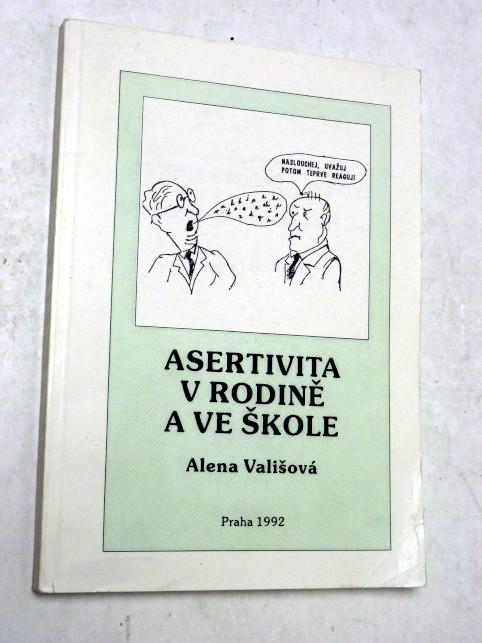 NASLOUCHEJ, UVAŽUJ
POTOM TEPRVE REAGUJ!
ASERTIVITA
V RODINĚ
A VE ŠKOLE
Alena Vališová
Praha 1992